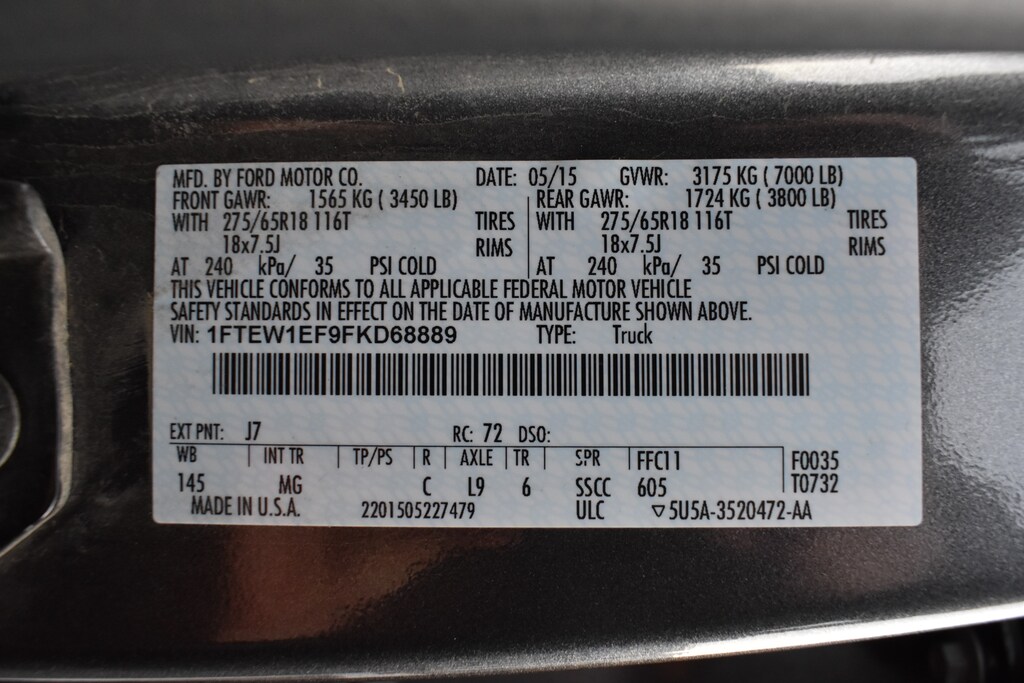 MFD. BY FORD MOTOR CO. DATE: 05/15 GVWR: 3175 KG ( 7000 LB)
FRONT GAWR: 1565 KG ( 3450 LB) REAR GAWR: 1724 KG ( 3800 LB)
WITH 275/65R18 116T TIRES WITH 275/65R18 116T TIRES
18x7.5J RIMS 18x7.5J RIMS
AT 240 kPa/ 35 PSI COLD AT 240 kPa/ 35 PSI COLD
THIS VEHICLE CONFORMS TO ALL APPLICABLE FEDERAL MOTOR VEHICLE
SAFETY STANDARDS IN EFFECT ON THE DATE OF MANUFACTURE SHOWN ABOVE.
VIN: 1FTEW1EF9FKD68889 TYPE: Truck
EXT PNT: J7 RC: 72 DSO:
WB INT TR TP/PS R AXLE TR SPR FFC11 F0035
145 MG C L9 6 SSCC 605 T0732
MADE IN U.S.A. 2201505227479 ULC ▽5U5A-3520472-AA